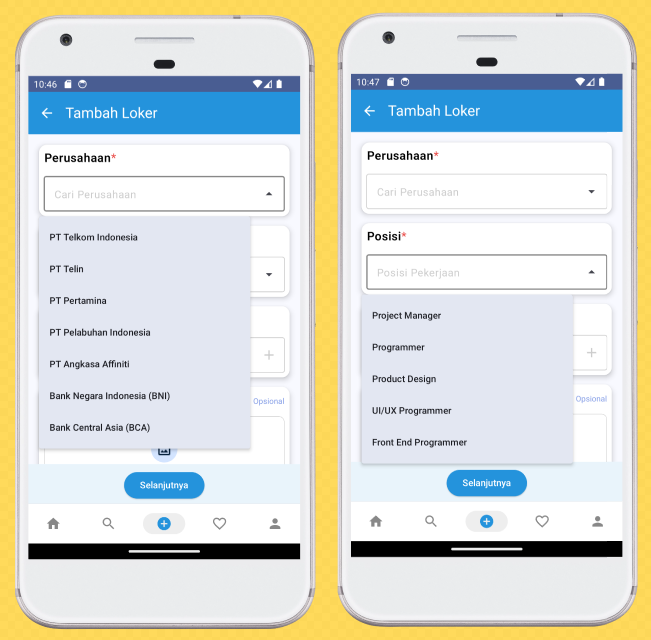 10:46
Tambah Loker
Perusahaan*
Cari Perusahaan
PT Telkom Indonesia
PT Telin
PT Pertamina
PT Pelabuhan Indonesia
PT Angkasa Affiniti
Bank Negara Indonesia (BNI)
Opsional
Bank Central Asia (BCA)
Selanjutnya
10:47
Tambah Loker
Perusahaan*
Cari Perusahaan
Posisi*
Posisi Pekerjaan
Project Manager
Programmer
Product Design
Opsional
UI/UX Programmer
Front End Programmer
Selanjutnya